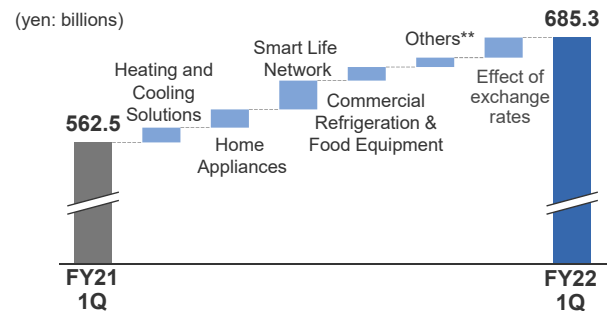 (yen: billions)
685.3
Others**
Smart Life
Network
Heating and
Cooling
Solutions
Effect of
exchange
rates
Commercial
Refrigeration &
Food Equipment
562.5
Home
Appliances
FY21
1Q
FY22
1Q